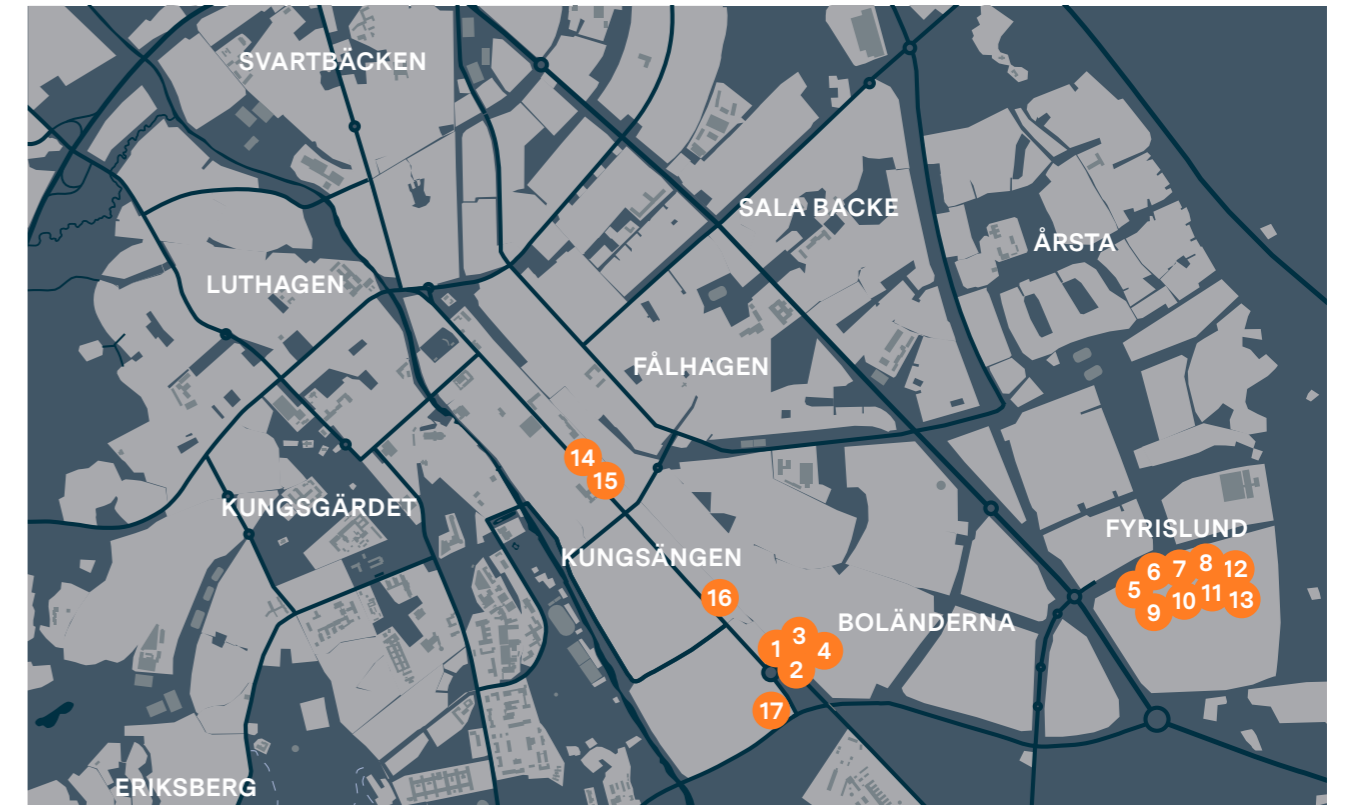 SVARTBÄCKEN
SALA BACKE
ÅRSTA
LUTHAGEN
FÅLHAGEN
14
15
KUNGSGÄRDET
FYRISLUND
KUNGSÄNGEN
6
7
8
12
5
9
10
11
13
16
BOLÄNDERNA
1
3
4
2
17
ERIKSBERG